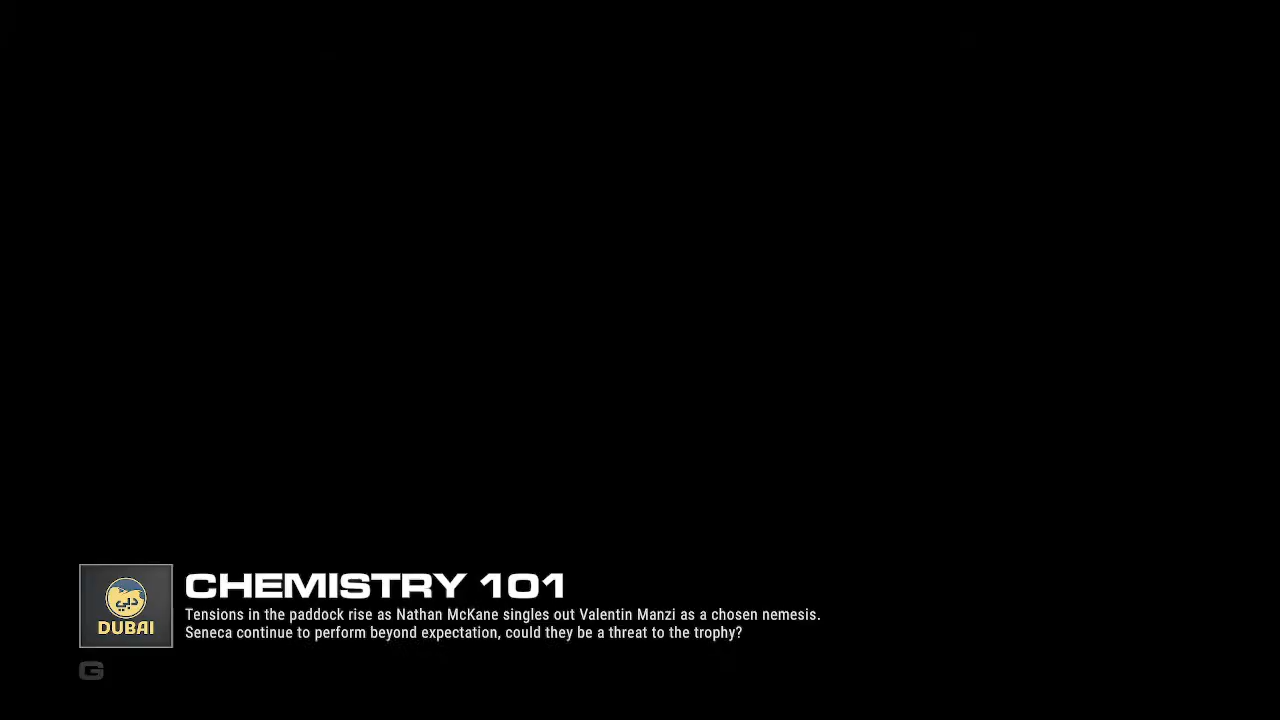 CHEMISTRY 101
Tensions in the paddock rise as Nathan McKane singles out Valentin Manzi as a chosen nemesis.
Seneca continue to perform beyond expectation, could they be a threat to the trophy?
دبي
DUBAI
G